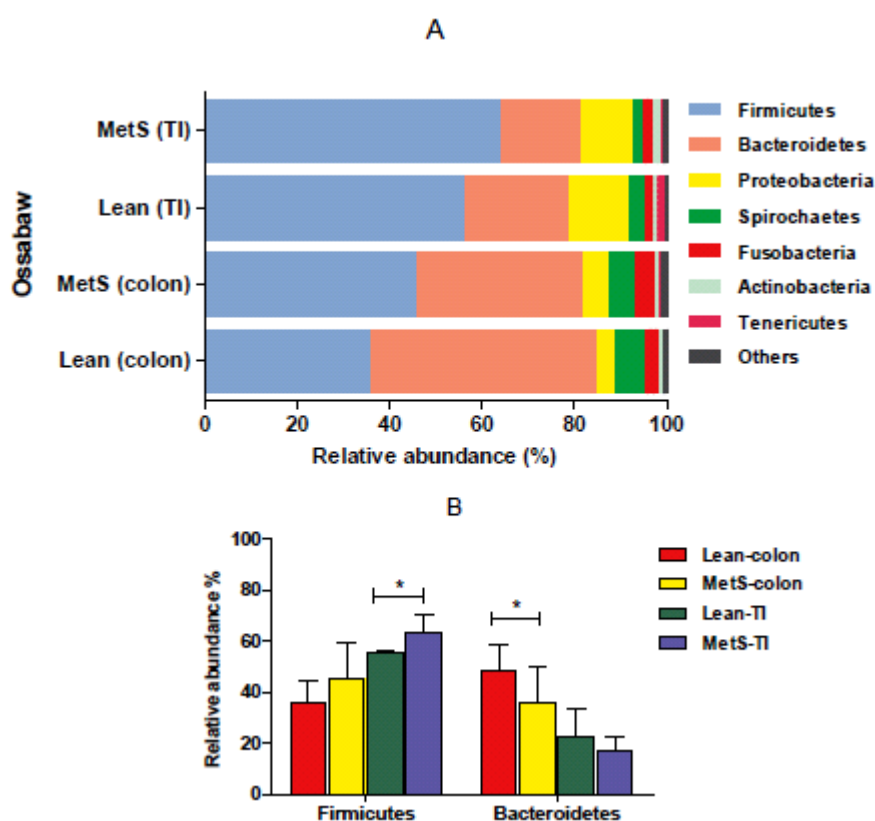 A
Ossabaw
MetS (TI)
Lean (TI)
MetS (colon)
Lean (colon)
0 20 40 60 80 100
Relative abundance (%)
Firmicutes
Bacteroidetes
Proteobacteria
Spirochaetes
Fusobacteria
Actinobacteria
Tenericutes
Others
B
Relative abundance %
100
80
60
40
20
0
*
*
Firmicutes Bacteroidetes
Lean-colon
MetS-colon
Lean-TI
MetS-TI